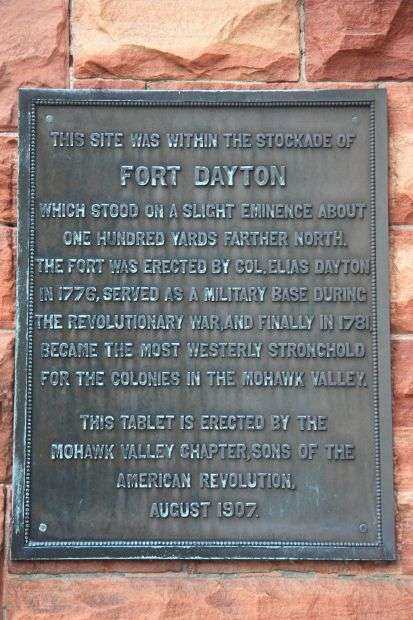 THIS SITE WAS WITHIN THE STOCKADE OF
FORT DAYTON
WHICH STOOD ON A SLIGHT EMINENCE ABOUT
ONE HUNDRED YARDS FARTHER NORTH.
THE FORT WAS ERECTED BY COL. ELIAS DAYTON
IN 1776, SERVED AS A MILITARY BASE DURING
THE REVOLUTIONARY WAR, AND FINALLY IN 1781
BECAME THE MOST WESTERLY STRONGHOLD
FOR THE COLONIES IN THE MOHAWK VALLEY.
THIS TABLET IS ERECTED BY THE
MOHAWK VALLEY CHAPTER, SONS OF THE
AMERICAN REVOLUTION.
AUGUST 1907.